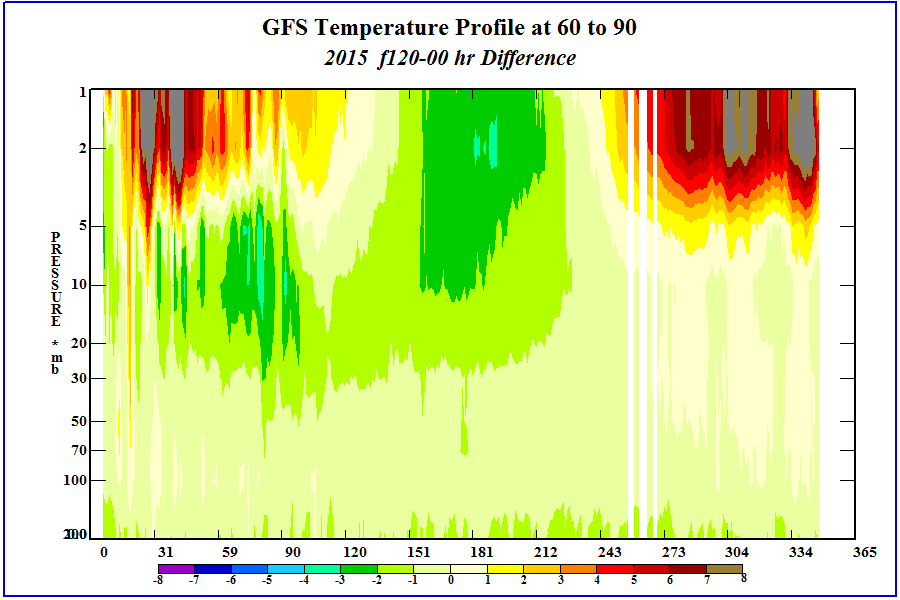 GFS Temperature Profile at 60 to 90
2015 f120-00 hr Difference
1
2
5
10
20
30
50
70
100
PRESSURE * mb
0 31 59 90 120 151 181 212 243 273 304 334 365
-8 -7 -6 -5 -4 -3 -2 -1 0 1 2 3 4 5 6 7 8